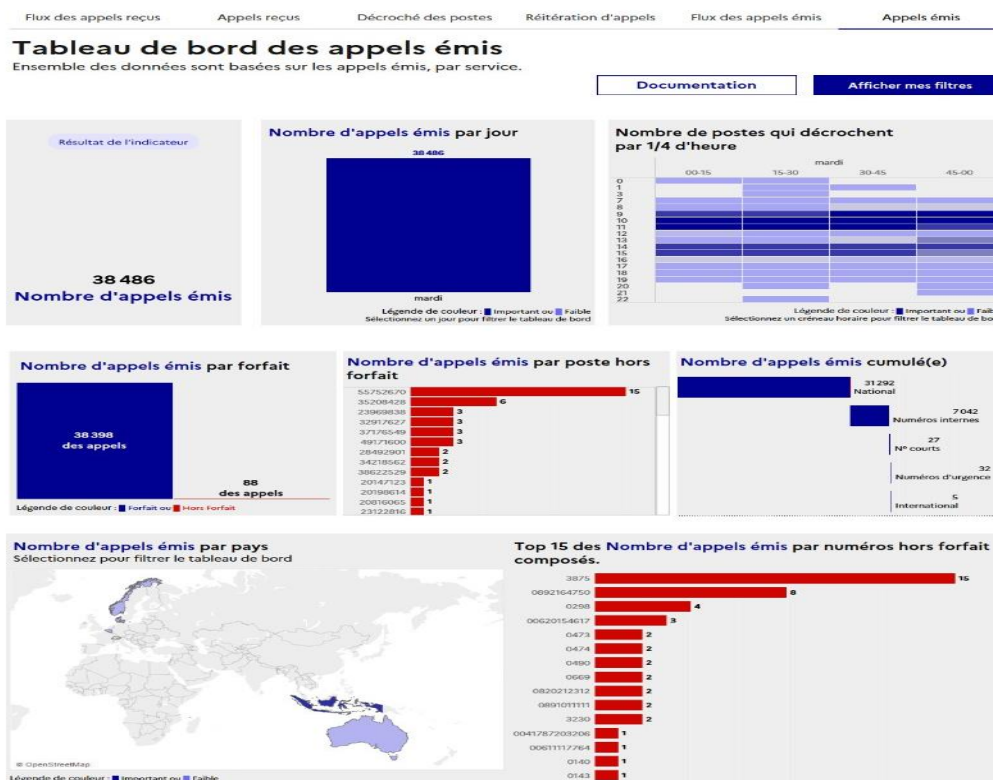 Flux des appels reçus
Appels reçus
Décroché des postes
Réitération d'appels
Flux des appels émis
Appels émis
Tableau de bord des appels émis
Ensemble des données sont basées sur les appels émis, par service.
Documentation
Afficher mes filtres
Résultat de l'indicateur
38 486
Nombre d'appels émis
Nombre d'appels émis par jour
38 486
mardi
Légende de couleur : Important ou Faible
Sélectionnez un jour pour filtrer le tableau de bord
Nombre de postes qui décrochent
par 1/4 d'heure
mardi
00-15 15-30 30-45 45-00
0
1
3
7
8
9
10
11
12
13
14
15
16
17
18
19
20
21
22
Légende de couleur : Important ou Faib
Sélectionnez un créneau horaire pour filtrer le tableau de bo
Nombre d'appels émis par forfait
38 398
des appels
88
des appels
Légende de couleur : Forfait ou Hors Forfait
Nombre d'appels émis par poste hors
forfait
55752670 15
35208428 6
23969838 3
32917627 3
37176549 3
49171600 3
28492901 2
34218562 2
38622529 2
20147123 1
20198614 1
20816065 1
23122816 1
Nombre d'appels émis cumulé(e)
31 292
National
7 042
Numéros internes
27
N° courts
32
Numéros d'urgence
5
International
Nombre d'appels émis par pays
Sélectionnez pour filtrer le tableau de bord
© OpenStreetMap
Légende de couleur : Important ou Faible
Top 15 des Nombre d'appels émis par numéros hors forfait
composés.
3875 15
0892164750 8
0298 4
00620154617 3
0473 2
0474 2
0490 2
0669 2
0820212312 2
0891011111 2
3230 2
0041787203206 1
00611117764 1
0140 1
0143 1